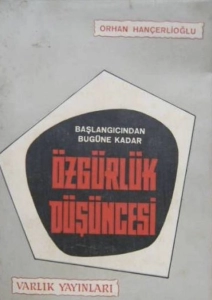 ORHAN HANÇERLİOĞLU
BAŞLANGICINDAN
BUGÜNE KADAR
ÖZGÜRLÜK
DÜŞÜNCESİ
VARLIK YAYINLARI